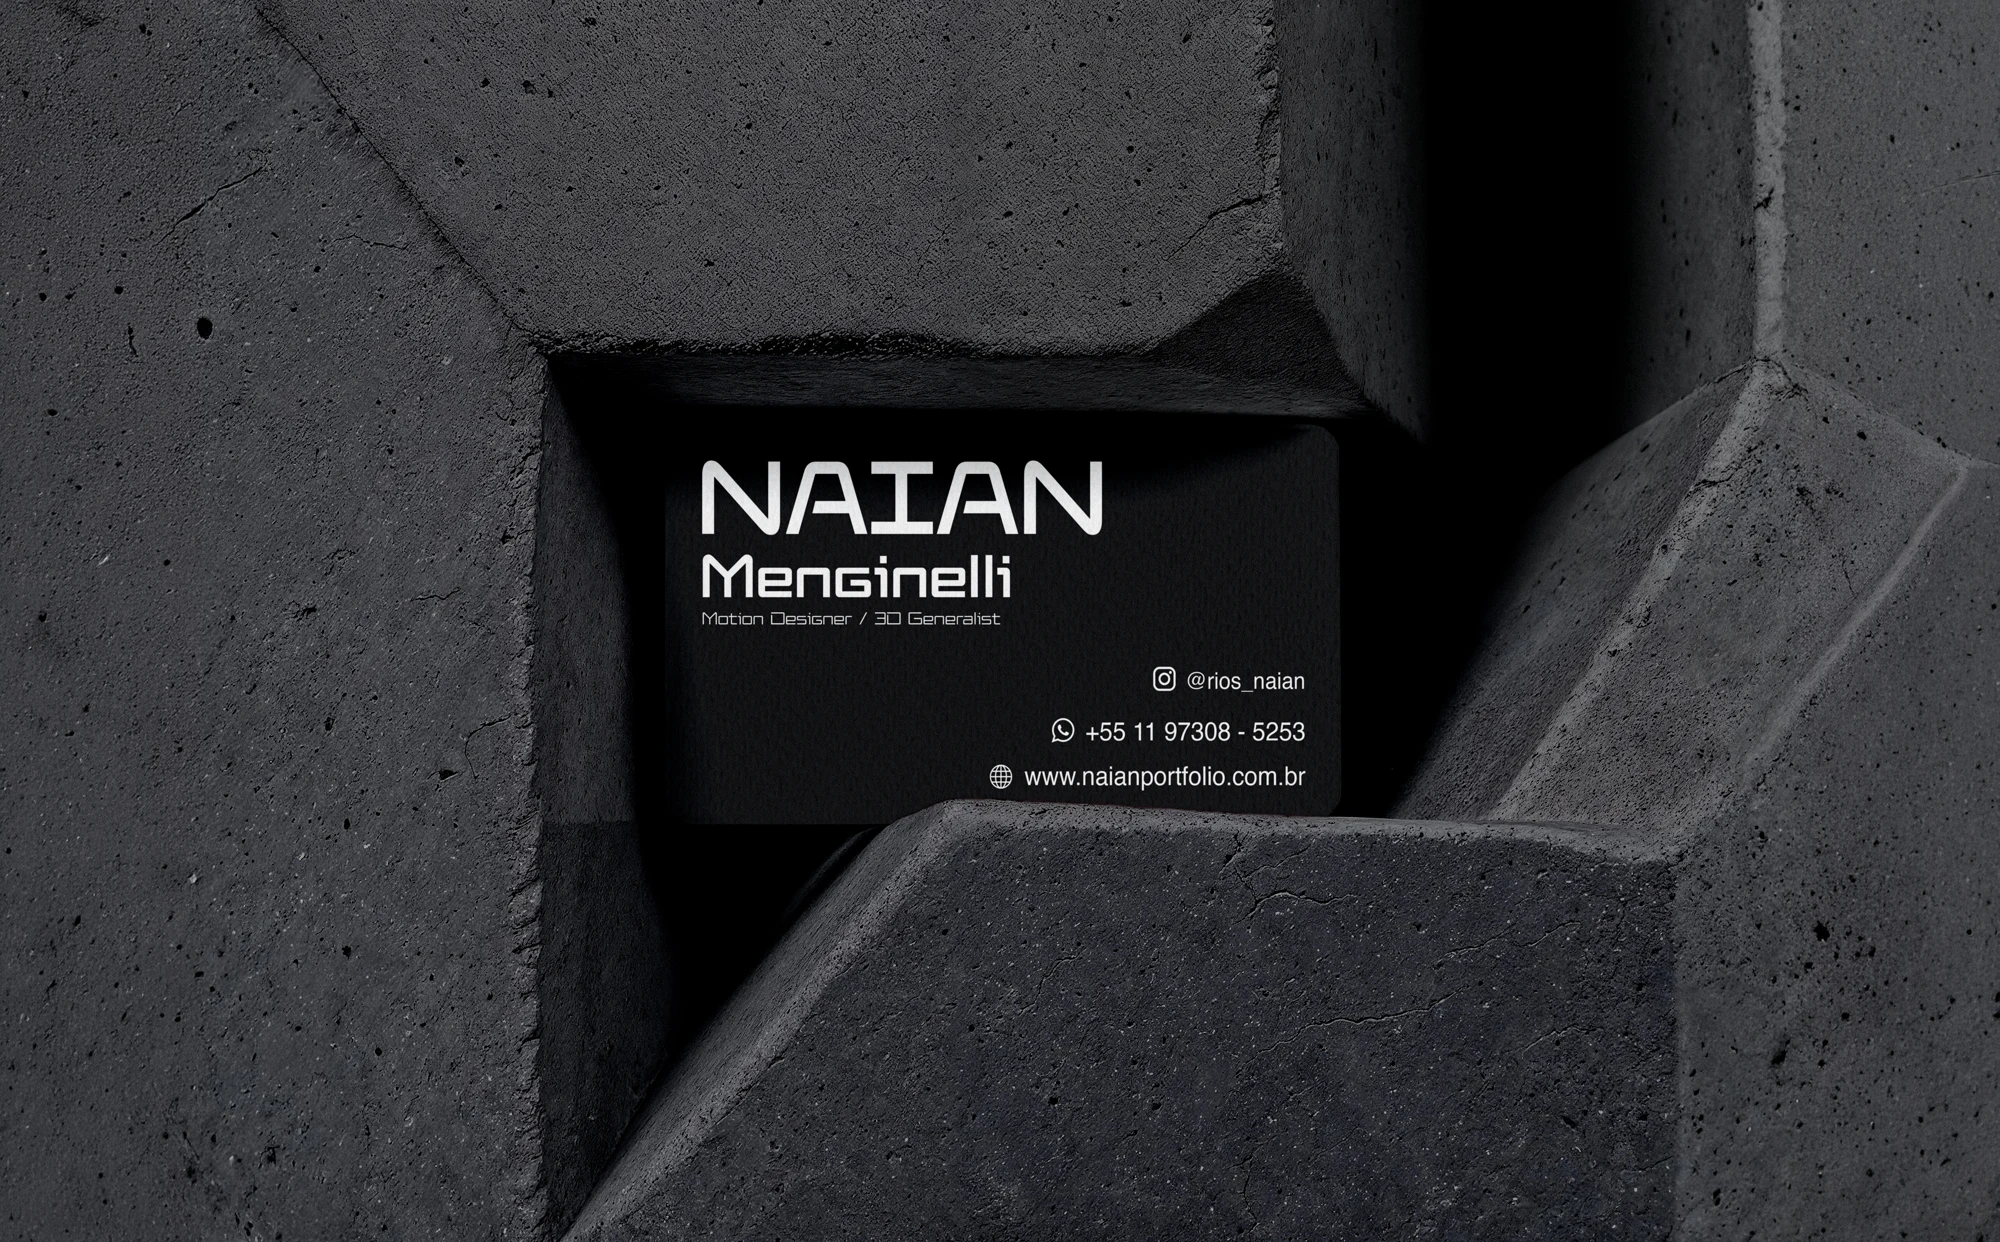 NAIAN
Menginelli
Motion Designer / 3D Generalist
@rios_naian
+55 11 97308 - 5253
www.naianportfolio.com.br